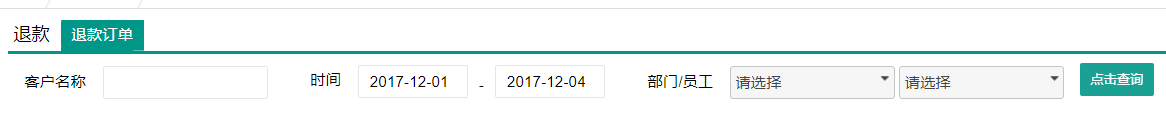 退款 退款订单
客户名称 时间 2017-12-01 - 2017-12-04 部门/员工 请选择 请选择 点击查询